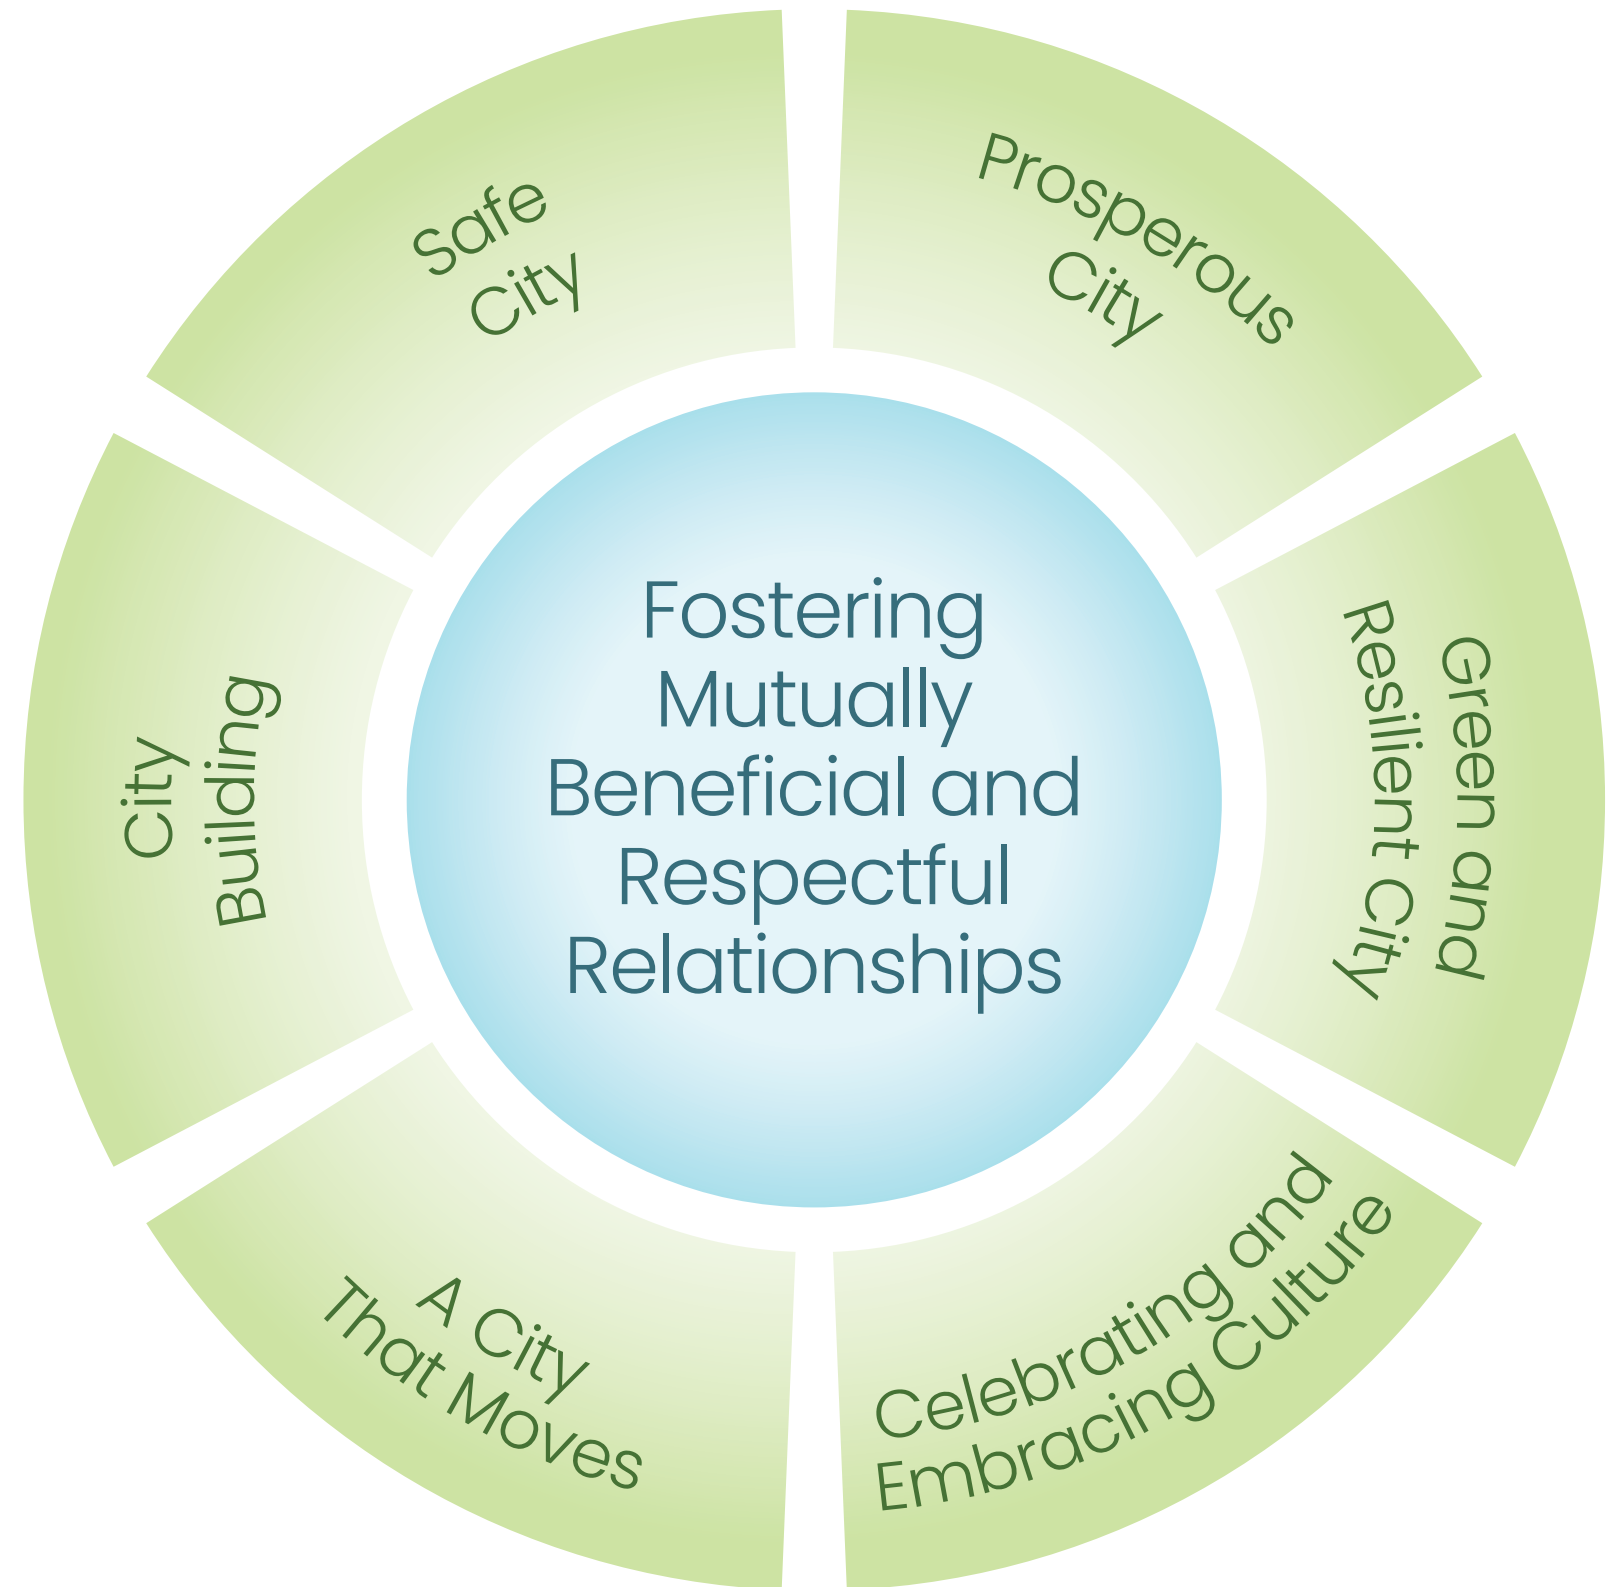 Safe
City
Prosperous
City
Green and
Resilient City
Celebrating and
Embracing Culture
A City
That Moves
City
Building
Fostering
Mutually
Beneficial and
Respectful
Relationships